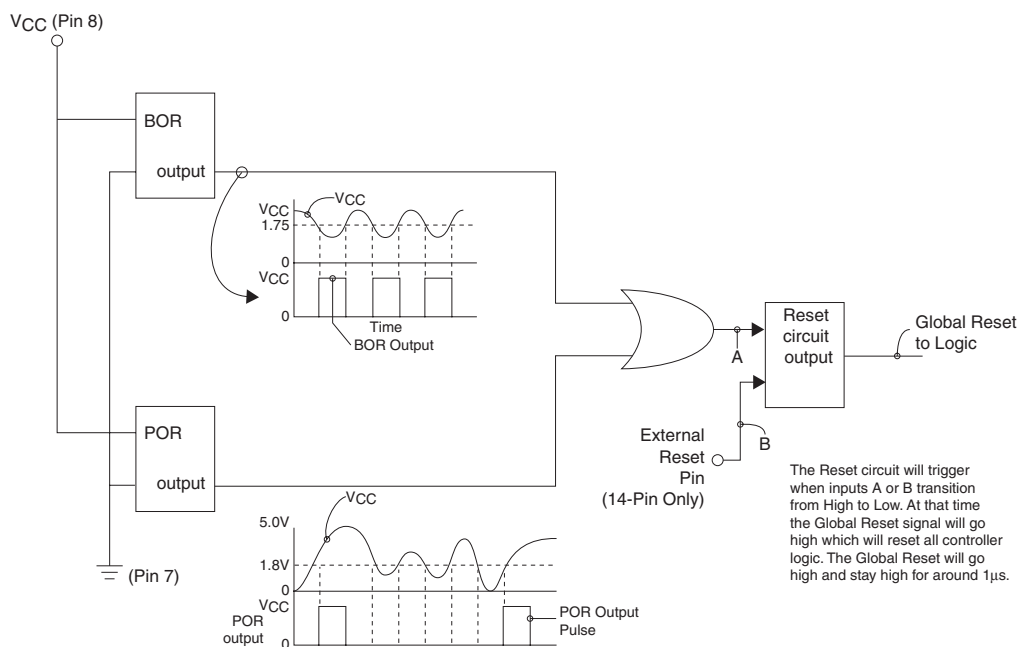 VCC (Pin 8)
BOR
output
VCC
VCC
1.75
0
VCC
0
Time
BOR Output
A
Reset
circuit
output
Global Reset
to Logic
POR
output
External
Reset
Pin
(14-Pin Only)
B
The Reset circuit will trigger
when inputs A or B transition
from High to Low. At that time
the Global Reset signal will go
high which will reset all controller
logic. The Global Reset will go
high and stay high for around 1μs.
(Pin 7)
VCC
5.0V
1.8V
0
VCC
POR
output
0
POR Output
Pulse